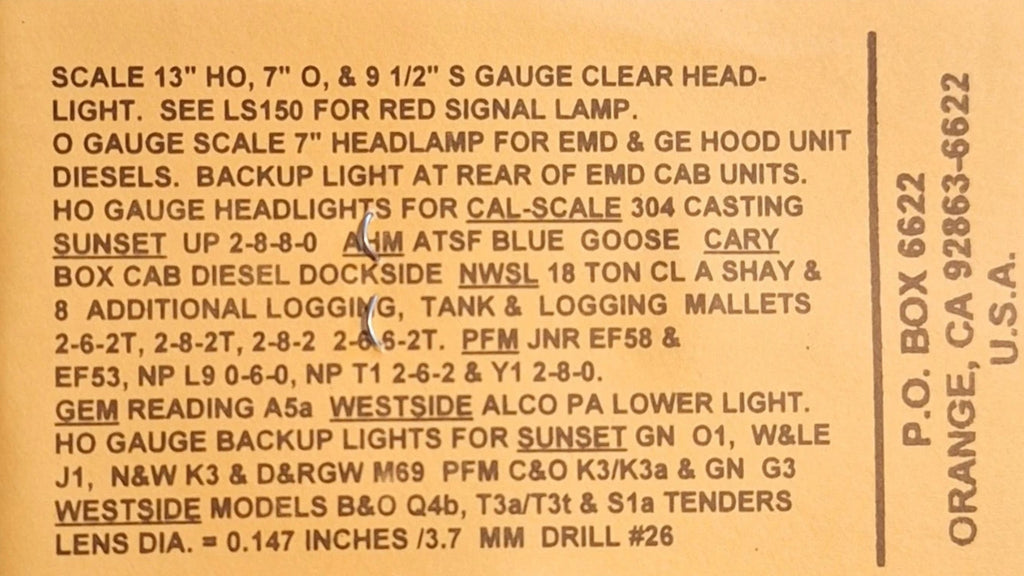 SCALE 13" HO, 7" O, & 9 1/2" S GAUGE CLEAR HEAD-
LIGHT. SEE LS150 FOR RED SIGNAL LAMP.
O GAUGE SCALE 7" HEADLAMP FOR EMD & GE HOOD UNIT
DIESELS. BACKUP LIGHT AT REAR OF EMD CAB UNITS.
HO GAUGE HEADLIGHTS FOR CAL-SCALE 304 CASTING
SUNSET UP 2-8-8-0 AHM ATSF BLUE GOOSE CARY
BOX CAB DIESEL DOCKSIDE NWSL 18 TON CL A SHAY &
8 ADDITIONAL LOGGING, TANK & LOGGING MALLETS
2-6-2T, 2-8-2T, 2-8-2 2-6-6-2T. PFM JNR EF58 &
EF53, NP L9 0-6-0, NP T1 2-6-2 & Y1 2-8-0.
GEM READING A5a WESTSIDE ALCO PA LOWER LIGHT.
HO GAUGE BACKUP LIGHTS FOR SUNSET GN O1, W&LE
J1, N&W K3 & D&RGW M69 PFM C&O K3/K3a & GN G3
WESTSIDE MODELS B&O Q4b, T3a/T3t & S1a TENDERS
LENS DIA. = 0.147 INCHES /3.7 MM DRILL #26
P.O. BOX 6622
ORANGE, CA 92863-6622
U.S.A.